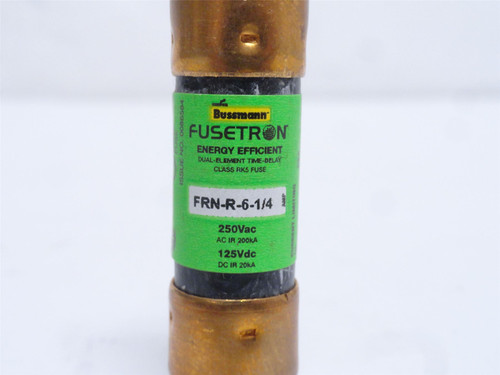 Bussmann
FUSETRON
ENERGY EFFICIENT
DUAL-ELEMENT TIME-DELAY
CLASS RK5 FUSE
FRN-R-6-1/4
AMP
250Vac
AC IR 200kA
125Vdc
DC IR 20kA